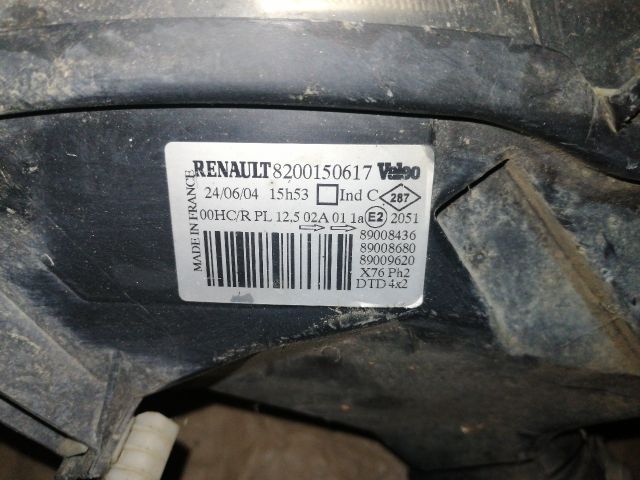 RENAULT 8200150617 Valeo
MADE IN FRANCE
24/06/04 15h53 Ind C 287
00HC/R PL 12,5 02A 01 1a E2 2051
89008436
89008680
89009620
X76 Ph2
DTD 4x2